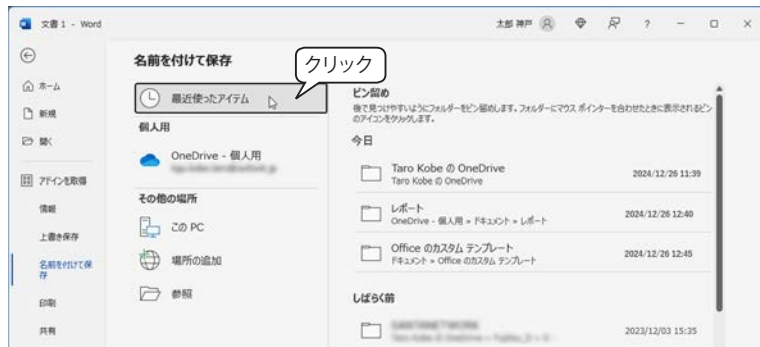 文書 1 - Word
太郎 神戸
?
ホーム
新規
開く
アドインを取得
情報
上書き保存
名前を付けて保
存
印刷
共有
名前を付けて保存
クリック
最近使ったアイテム
個人用
OneDrive - 個人用
その他の場所
この PC
場所の追加
参照
ピン留め
後で見つけやすいようにフォルダーをピン留めします。フォルダーにマウス ポインターを合わせたときに表示されるピン
のアイコンをクリックします。
今日
Taro Kobe の OneDrive
Taro Kobe の OneDrive
2024/12/26 11:39
レポート
OneDrive - 個人用 » ドキュメント » レポート
2024/12/26 12:40
Office のカスタム テンプレート
ドキュメント » Office のカスタム テンプレート
2024/12/26 12:45
しばらく前
2023/12/03 15:35